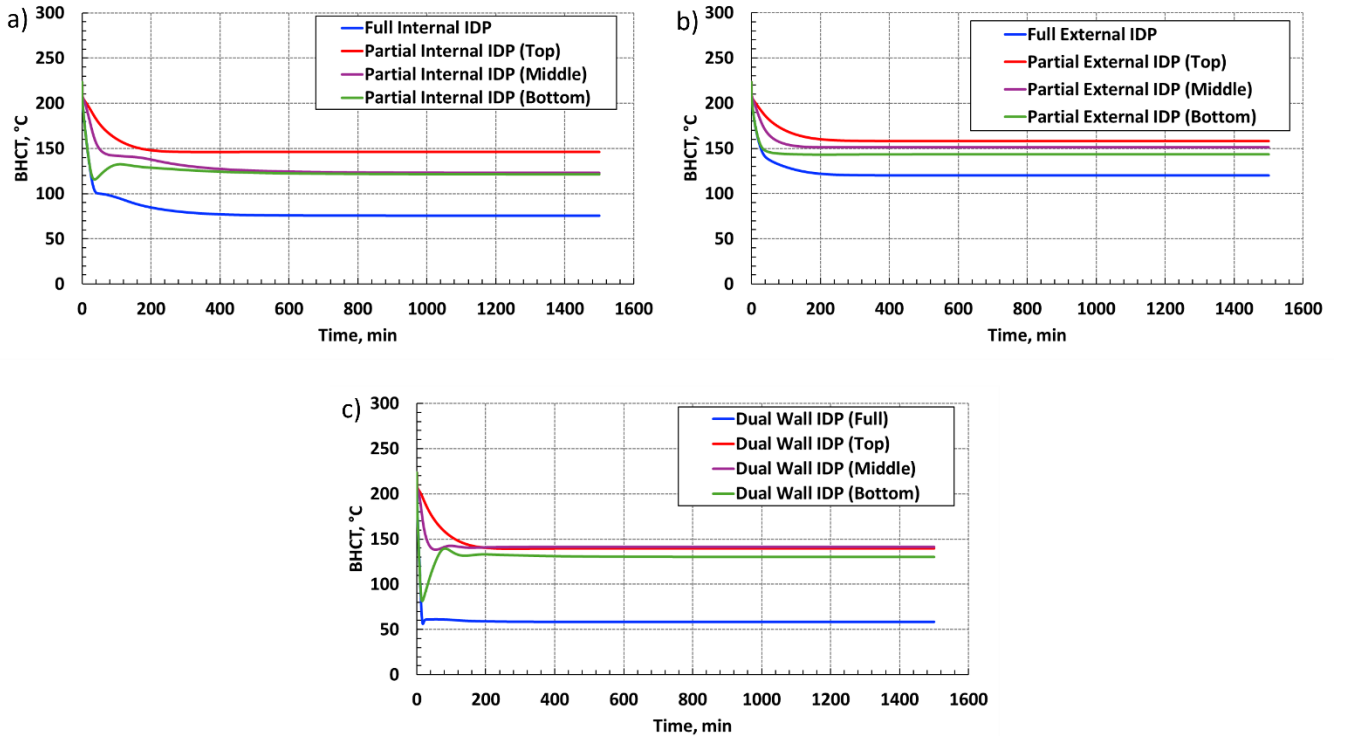 a)
300
250
200
150
100
50
0
BHCT, °C
Full Internal IDP
Partial Internal IDP (Top)
Partial Internal IDP (Middle)
Partial Internal IDP (Bottom)
0 200 400 600 800 1000 1200 1400 1600
Time, min
b)
300
250
200
150
100
50
0
BHCT, °C
Full External IDP
Partial External IDP (Top)
Partial External IDP (Middle)
Partial External IDP (Bottom)
0 200 400 600 800 1000 1200 1400 1600
Time, min
c)
300
250
200
150
100
50
0
BHCT, °C
Dual Wall IDP (Full)
Dual Wall IDP (Top)
Dual Wall IDP (Middle)
Dual Wall IDP (Bottom)
0 200 400 600 800 1000 1200 1400 1600
Time, min